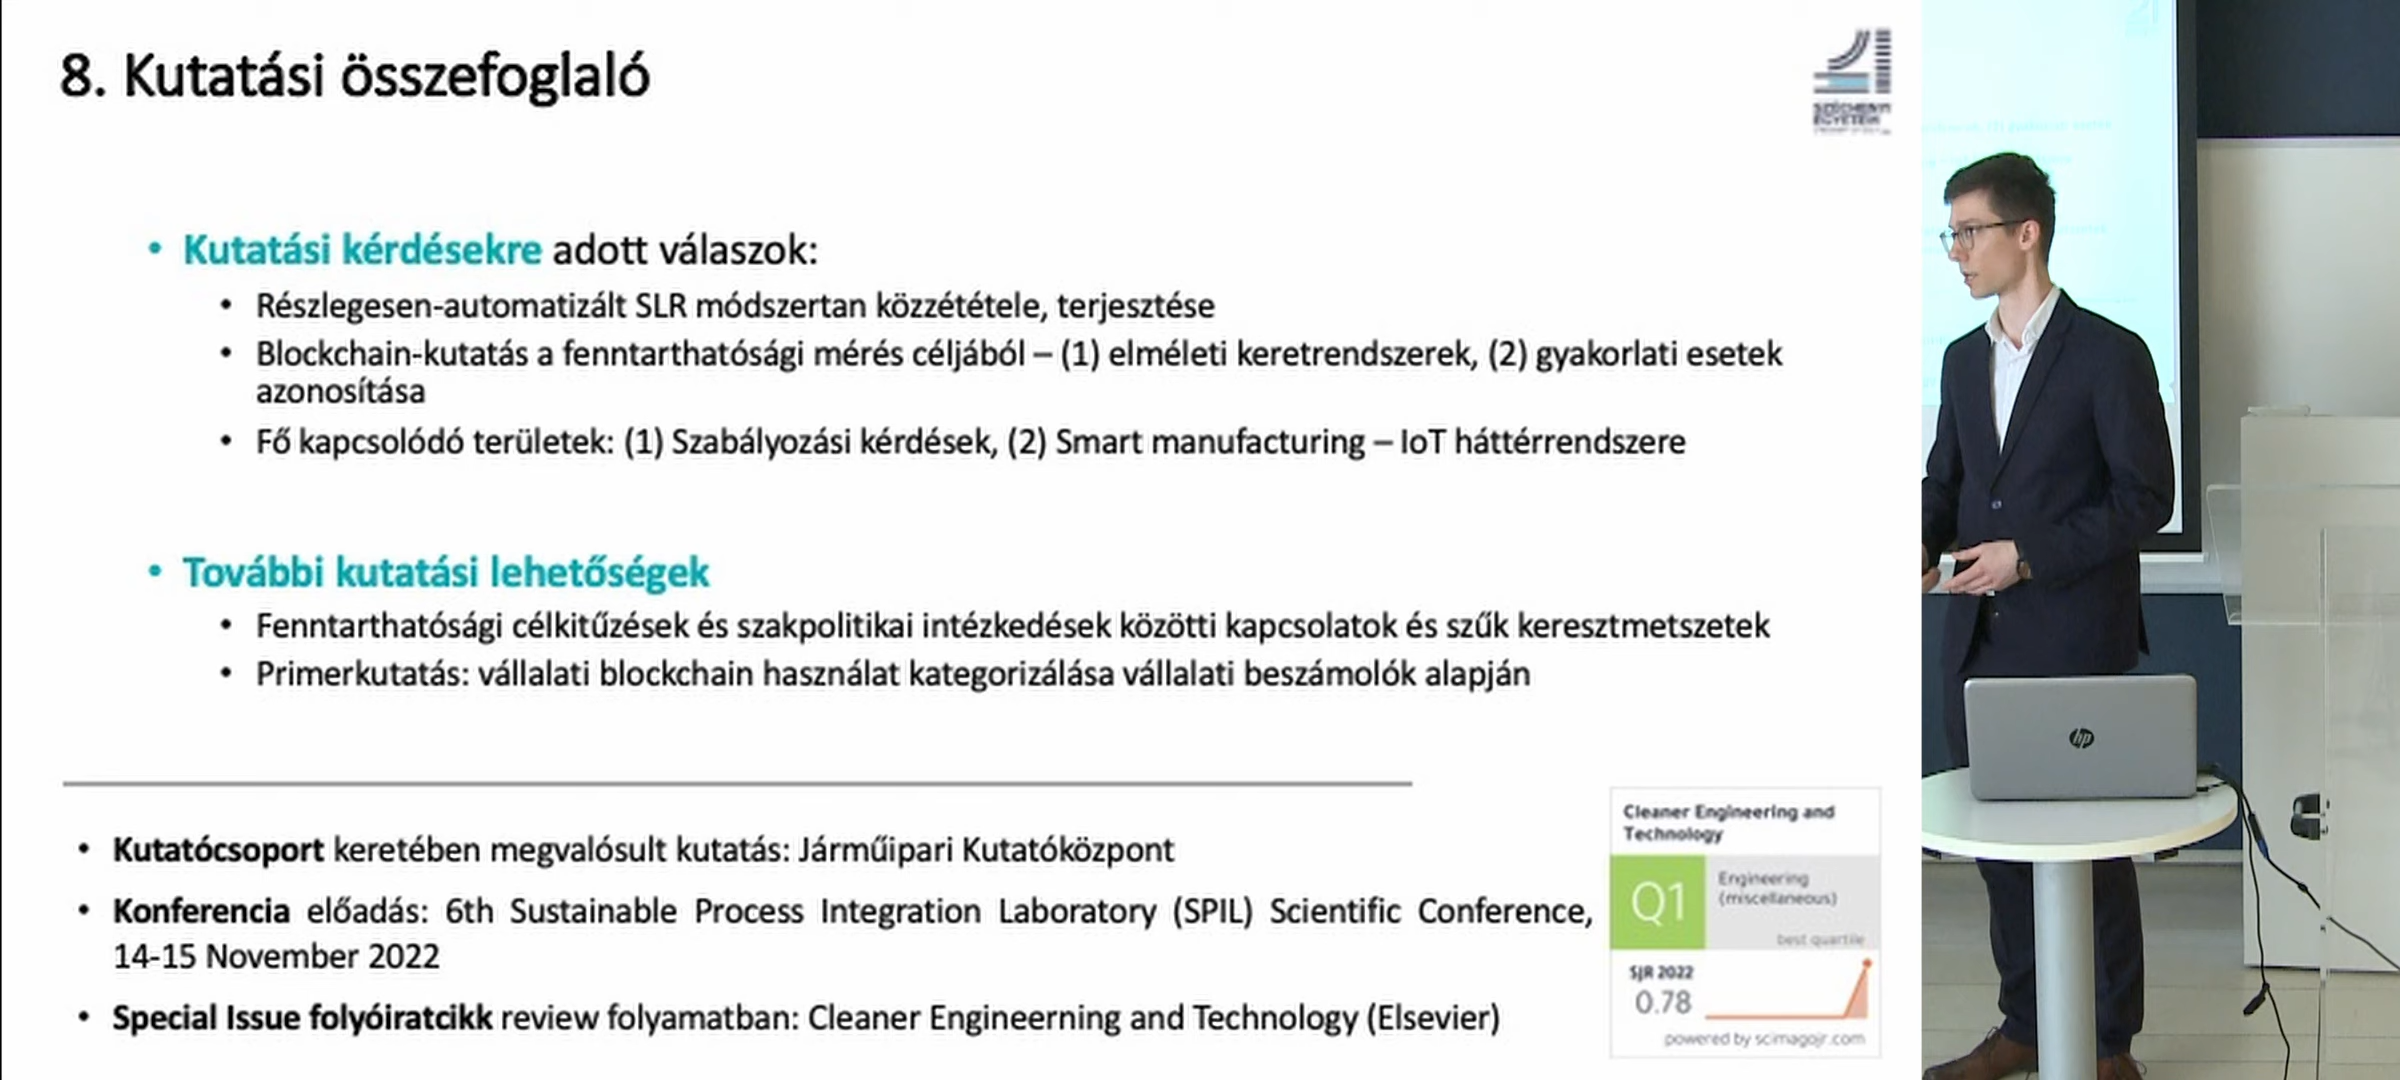 8. Kutatási összefoglaló
SZÉCHENYI
EGYETEM
• Kutatási kérdésekre adott válaszok:
• Részlegesen-automatizált SLR módszertan közzététele, terjesztése
• Blockchain-kutatás a fenntarthatósági mérés céljából – (1) elméleti keretrendszerek, (2) gyakorlati esetek
azonosítása
• Fő kapcsolódó területek: (1) Szabályozási kérdések, (2) Smart manufacturing – IoT háttérrendszere
• További kutatási lehetőségek
• Fenntarthatósági célkitűzések és szakpolitikai intézkedések közötti kapcsolatok és szűk keresztmetszetek
• Primerkutatás: vállalati blockchain használat kategorizálása vállalati beszámolók alapján
• Kutatócsoport keretében megvalósult kutatás: Járműipari Kutatóközpont
• Konferencia előadás: 6th Sustainable Process Integration Laboratory (SPIL) Scientific Conference,
14-15 November 2022
• Special Issue folyóiratcikk review folyamatban: Cleaner Engineerning and Technology (Elsevier)
Cleaner Engineering and
Technology
Q1
Engineering
(miscellaneous)
best quartile
SJR 2022
0.78
powered by scimagojr.com
hp